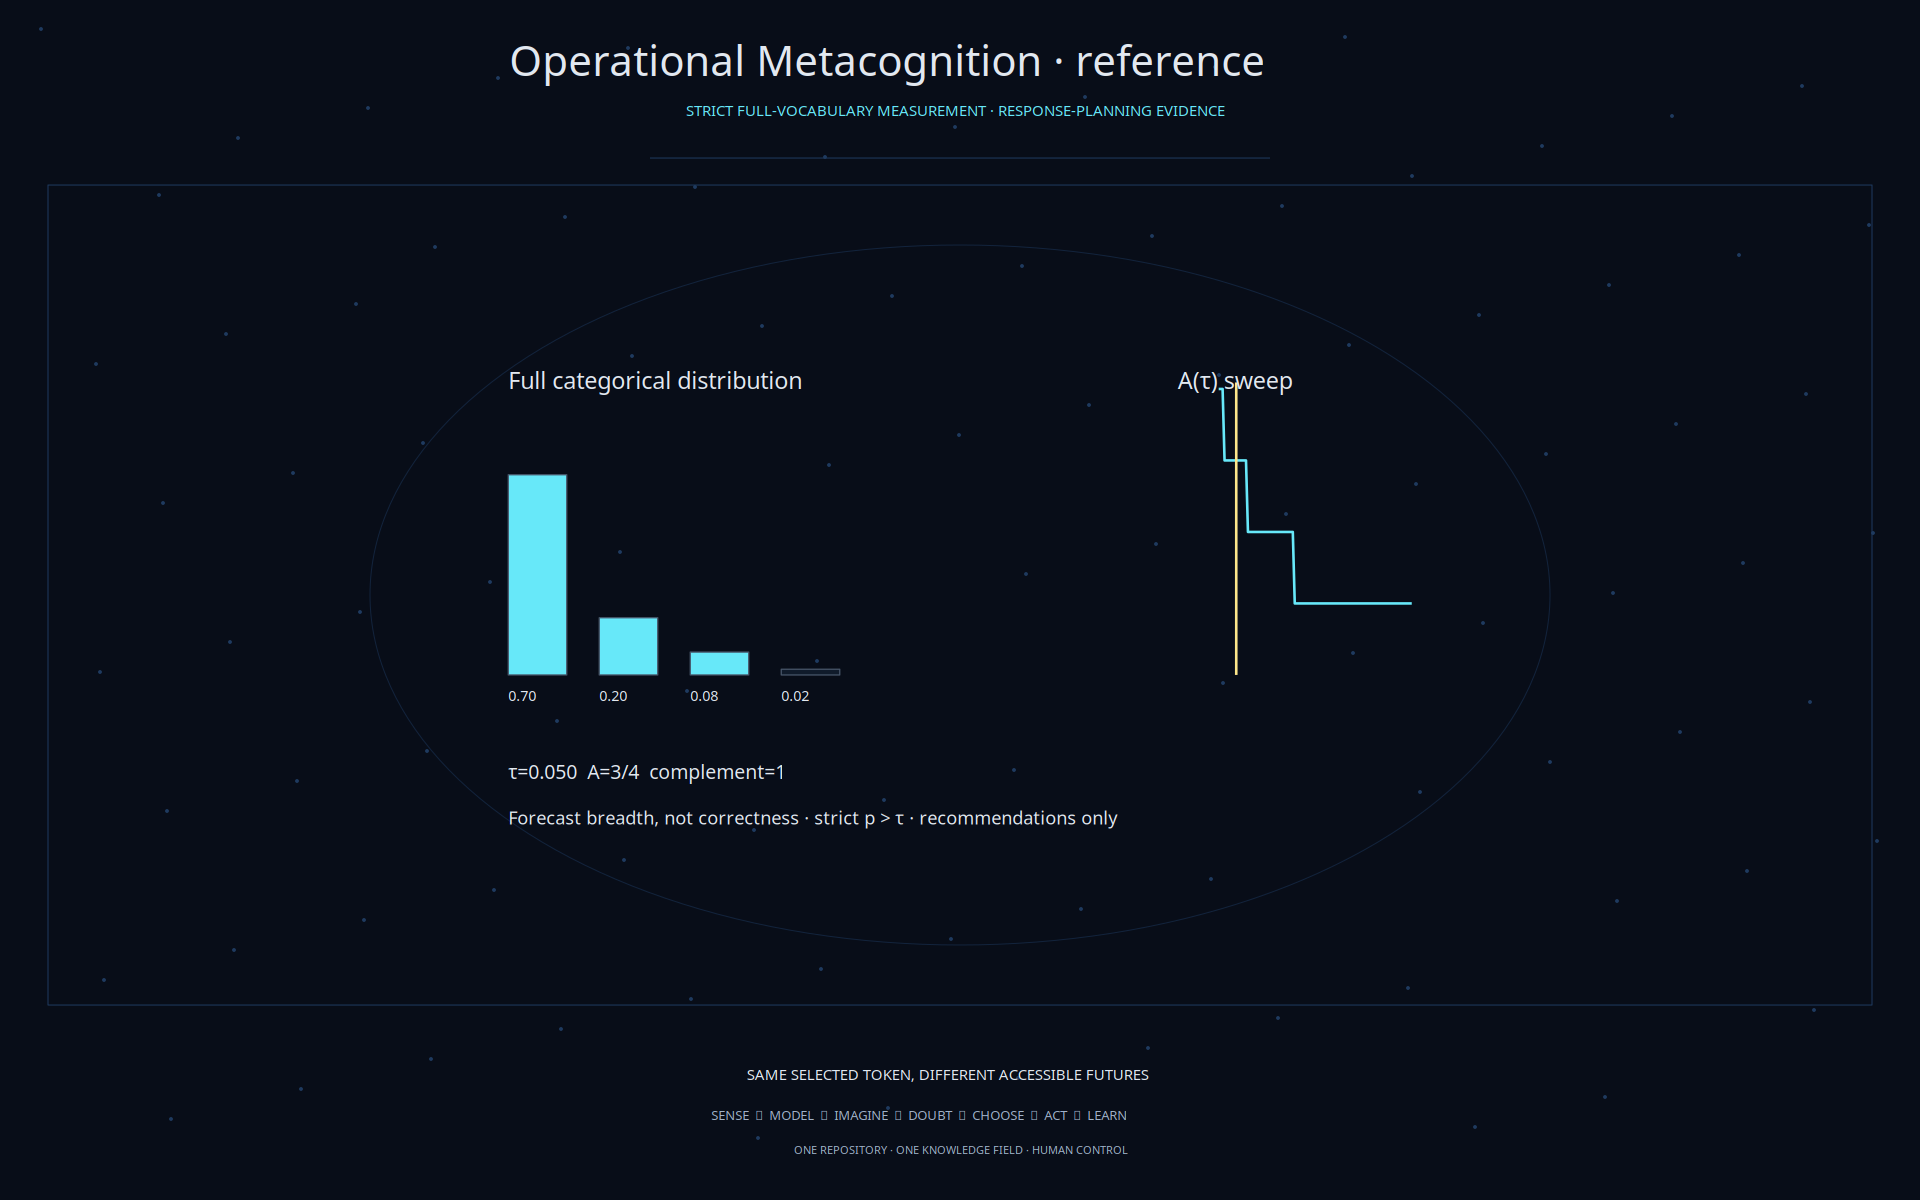 Operational Metacognition · reference
STRICT FULL-VOCABULARY MEASUREMENT · RESPONSE-PLANNING EVIDENCE
Full categorical distribution
A(τ) sweep
0.70 0.20 0.08 0.02
τ=0.050 A=3/4 complement=1
Forecast breadth, not correctness · strict p > τ · recommendations only
SAME SELECTED TOKEN, DIFFERENT ACCESSIBLE FUTURES
SENSE ▯ MODEL ▯ IMAGINE ▯ DOUBT ▯ CHOOSE ▯ ACT ▯ LEARN
ONE REPOSITORY · ONE KNOWLEDGE FIELD · HUMAN CONTROL